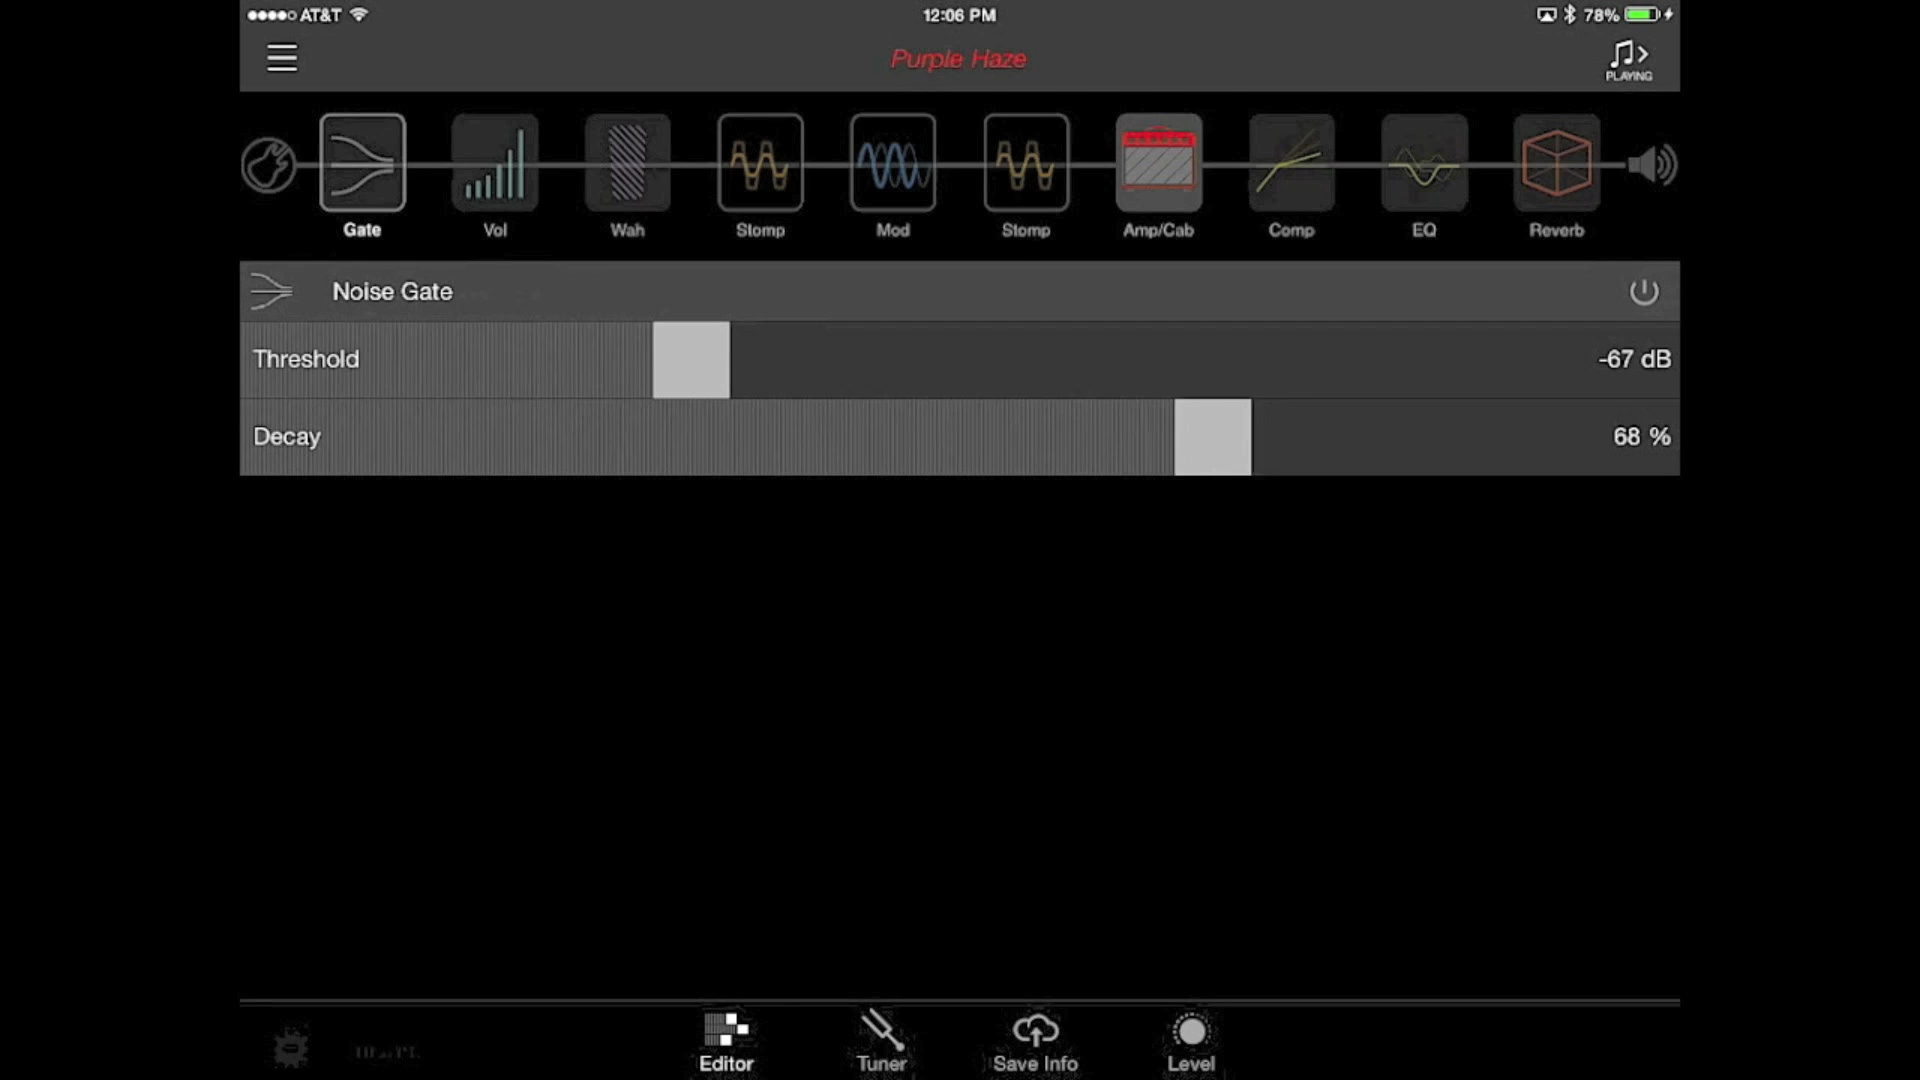 AT&T
12:06 PM
78%
Purple Haze
PLAYING
Gate
Vol
Wah
Stomp
Mod
Stomp
Amp/Cab
Comp
EQ
Reverb
Noise Gate
Threshold
-67 dB
Decay
68 %
Editor
Tuner
Save Info
Level